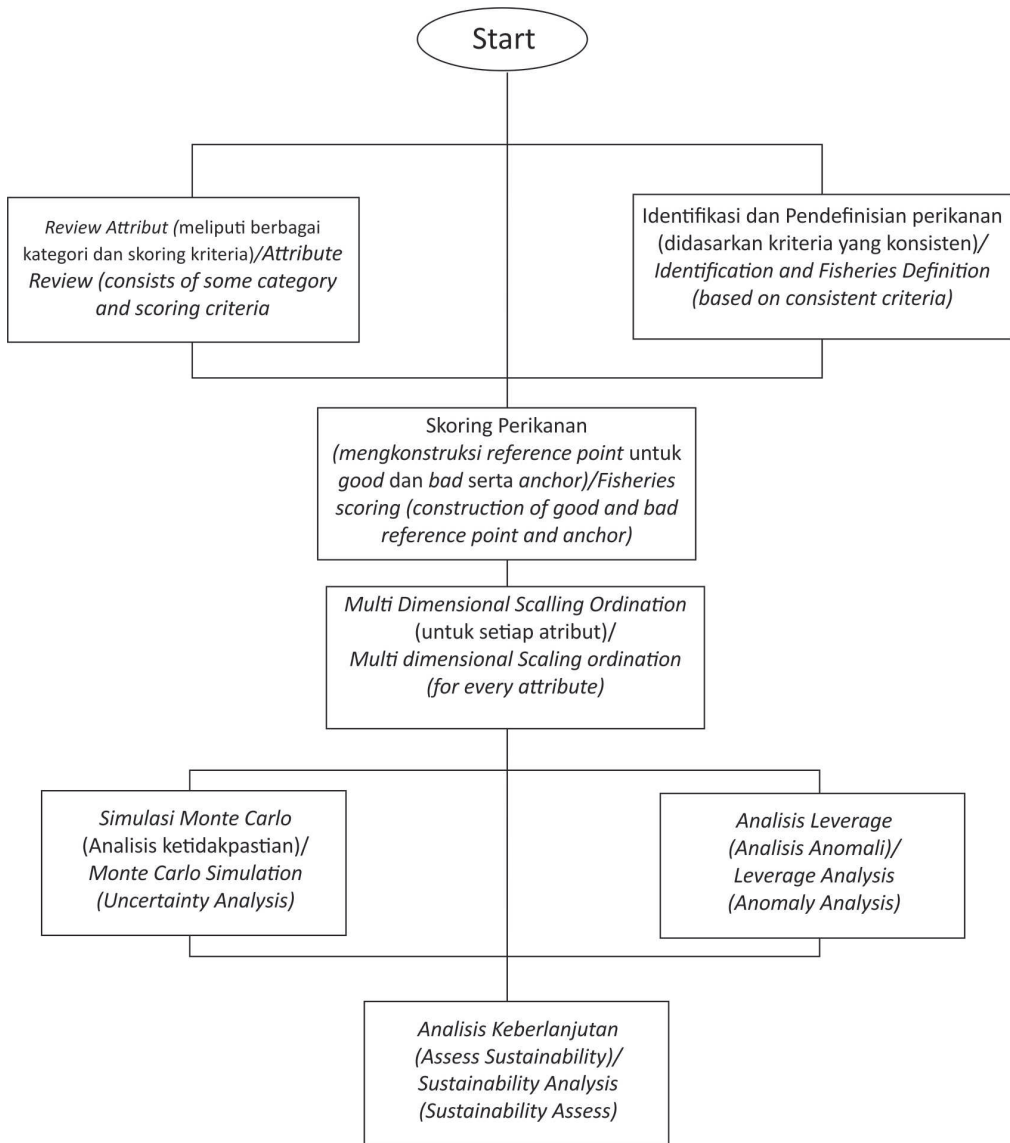 Start
Review Attribut (meliputi berbagai
kategori dan skoring kriteria)/Attribute
Review (consists of some category
and scoring criteria
Identifikasi dan Pendefinisian perikanan
(didasarkan kriteria yang konsisten)/
Identification and Fisheries Definition
(based on consistent criteria)
Skoring Perikanan
(mengkonstruksi reference point untuk
good dan bad serta anchor)/Fisheries
scoring (construction of good and bad
reference point and anchor)
Multi Dimensional Scalling Ordination
(untuk setiap atribut)/
Multi dimensional Scaling ordination
(for every attribute)
Simulasi Monte Carlo
(Analisis ketidakpastian)/
Monte Carlo Simulation
(Uncertainty Analysis)
Analisis Leverage
(Analisis Anomali)/
Leverage Analysis
(Anomaly Analysis)
Analisis Keberlanjutan
(Assess Sustainability)/
Sustainability Analysis
(Sustainability Assess)